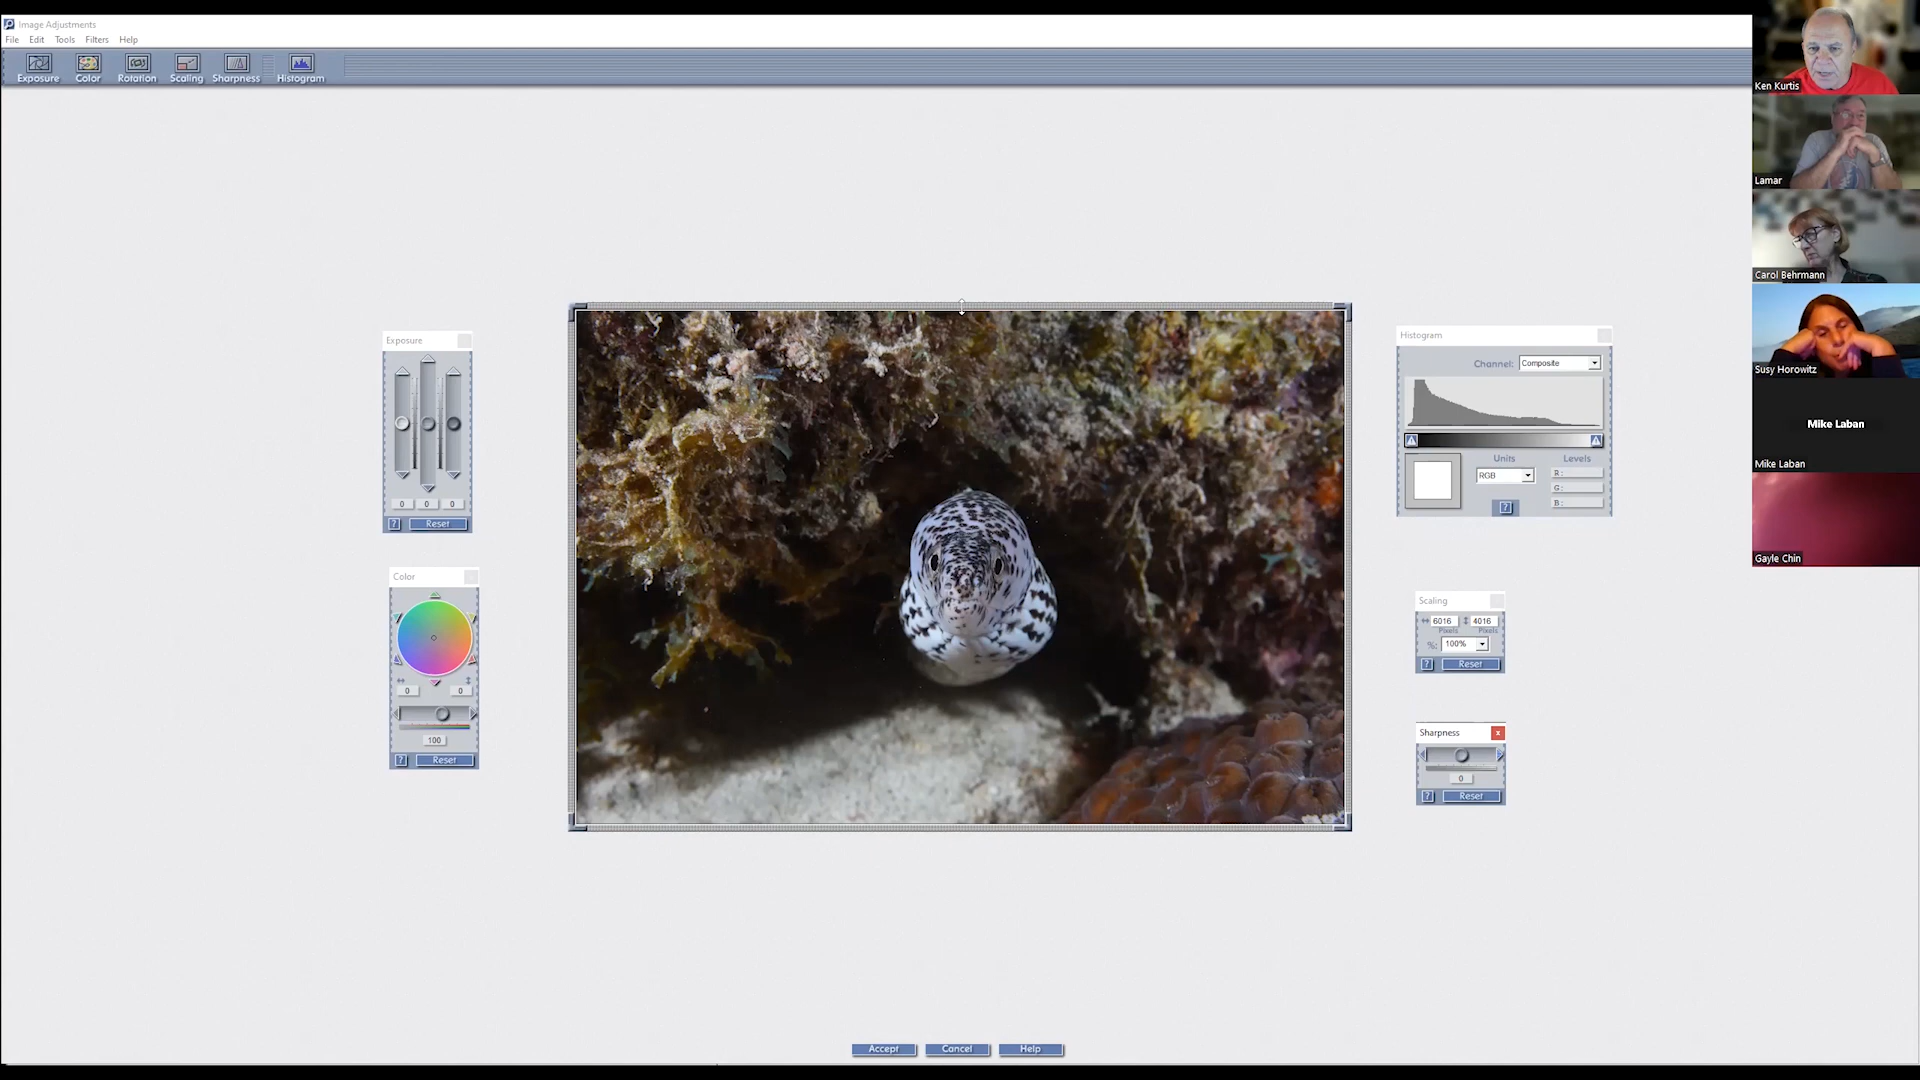 Image Adjustments
File Edit Tools Filters Help
Exposure Color Rotation Scaling Sharpness Histogram
Exposure
0 0 0
? Reset
Color
0 0
100
? Reset
Histogram
Channel: Composite
Units Levels
RGB
R:
G:
B:
?
Scaling
6016 4016
Pixels Pixels
%: 100%
? Reset
Sharpness x
0
? Reset
Accept Cancel Help
Ken Kurtis
Lamar
Carol Behrmann
Susy Horowitz
Mike Laban
Mike Laban
Gayle Chin